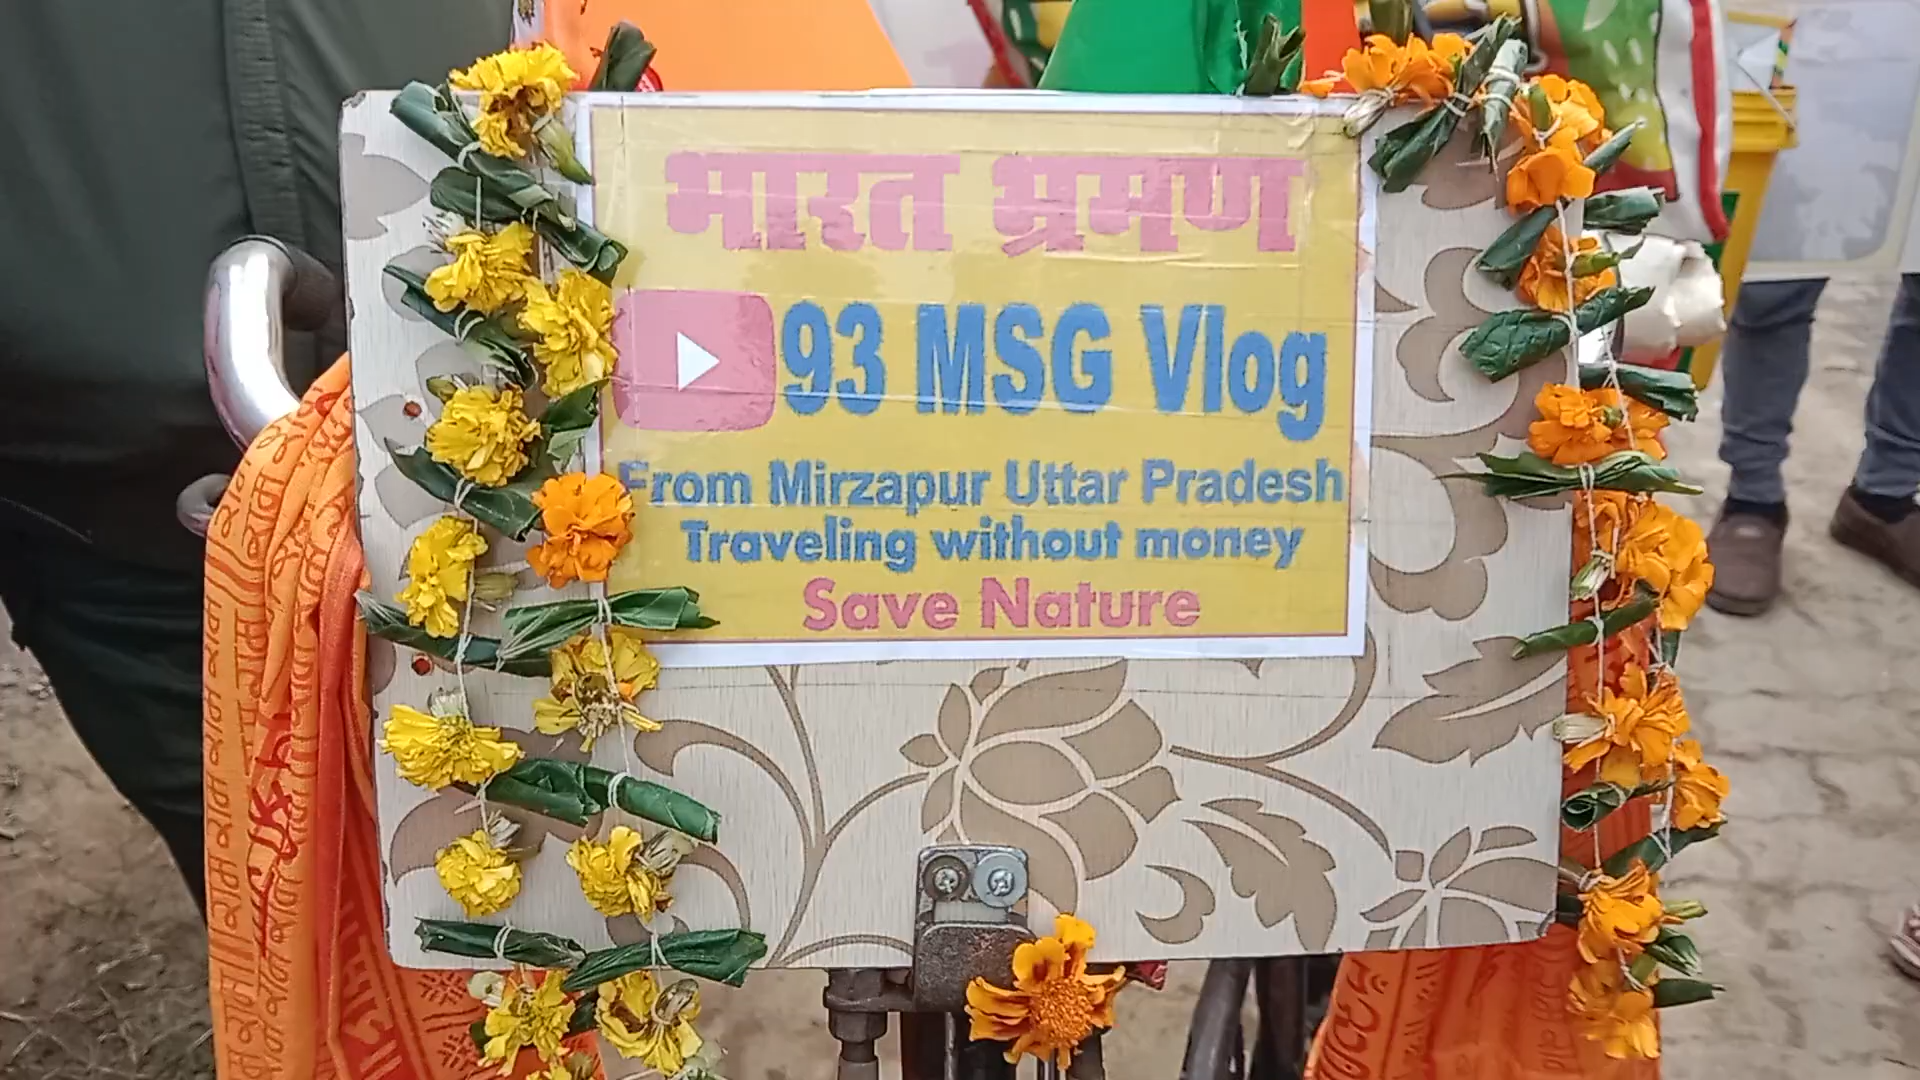 भारत भ्रमण
93 MSG Vlog
From Mirzapur Uttar Pradesh
Traveling without money
Save Nature